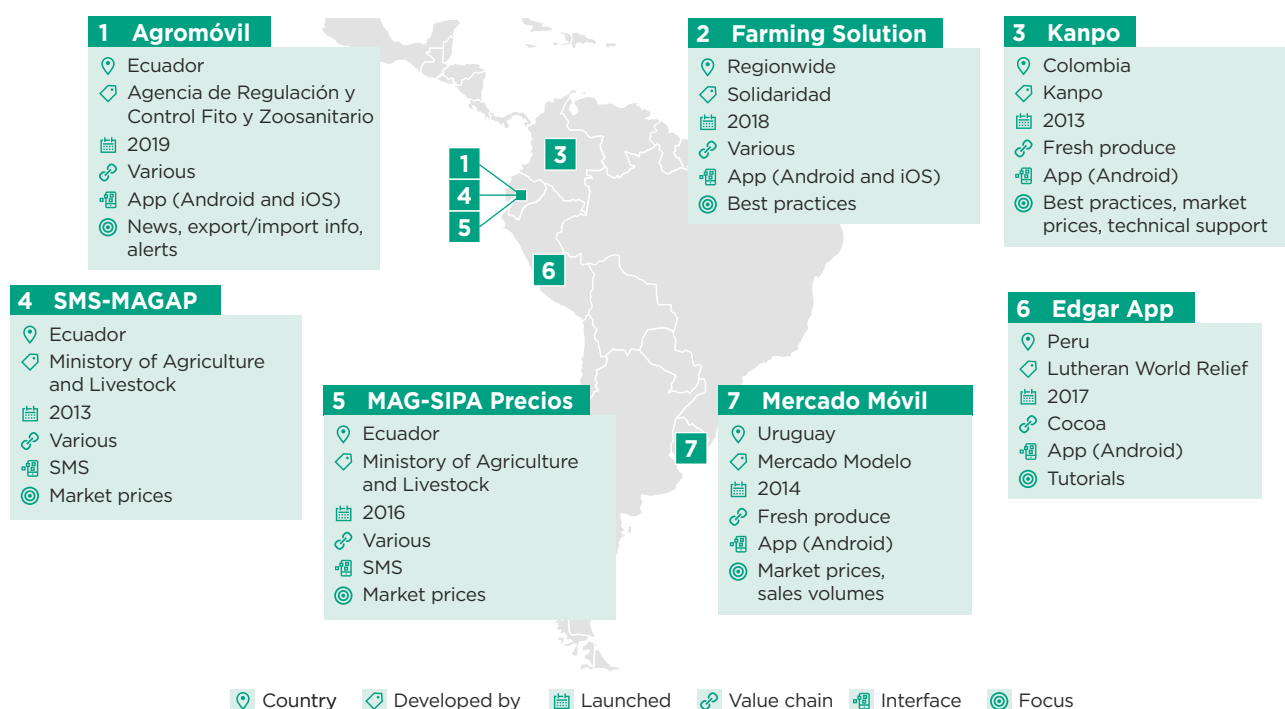 1 Agromóvil
Ecuador
Agencia de Regulación y
Control Fito y Zoosanitario
2019
Various
App (Android and iOS)
News, export/import info,
alerts
2 Farming Solution
Regionwide
Solidaridad
2018
Various
App (Android and iOS)
Best practices
3 Kanpo
Colombia
Kanpo
2013
Fresh produce
App (Android)
Best practices, market
prices, technical support
1
4
5
3
6
7
4 SMS-MAGAP
Ecuador
Ministory of Agriculture
and Livestock
2013
Various
SMS
Market prices
5 MAG-SIPA Precios
Ecuador
Ministory of Agriculture
and Livestock
2016
Various
SMS
Market prices
7 Mercado Móvil
Uruguay
Mercado Modelo
2014
Fresh produce
App (Android)
Market prices,
sales volumes
6 Edgar App
Peru
Lutheran World Relief
2017
Cocoa
App (Android)
Tutorials
Country Developed by Launched Value chain Interface Focus